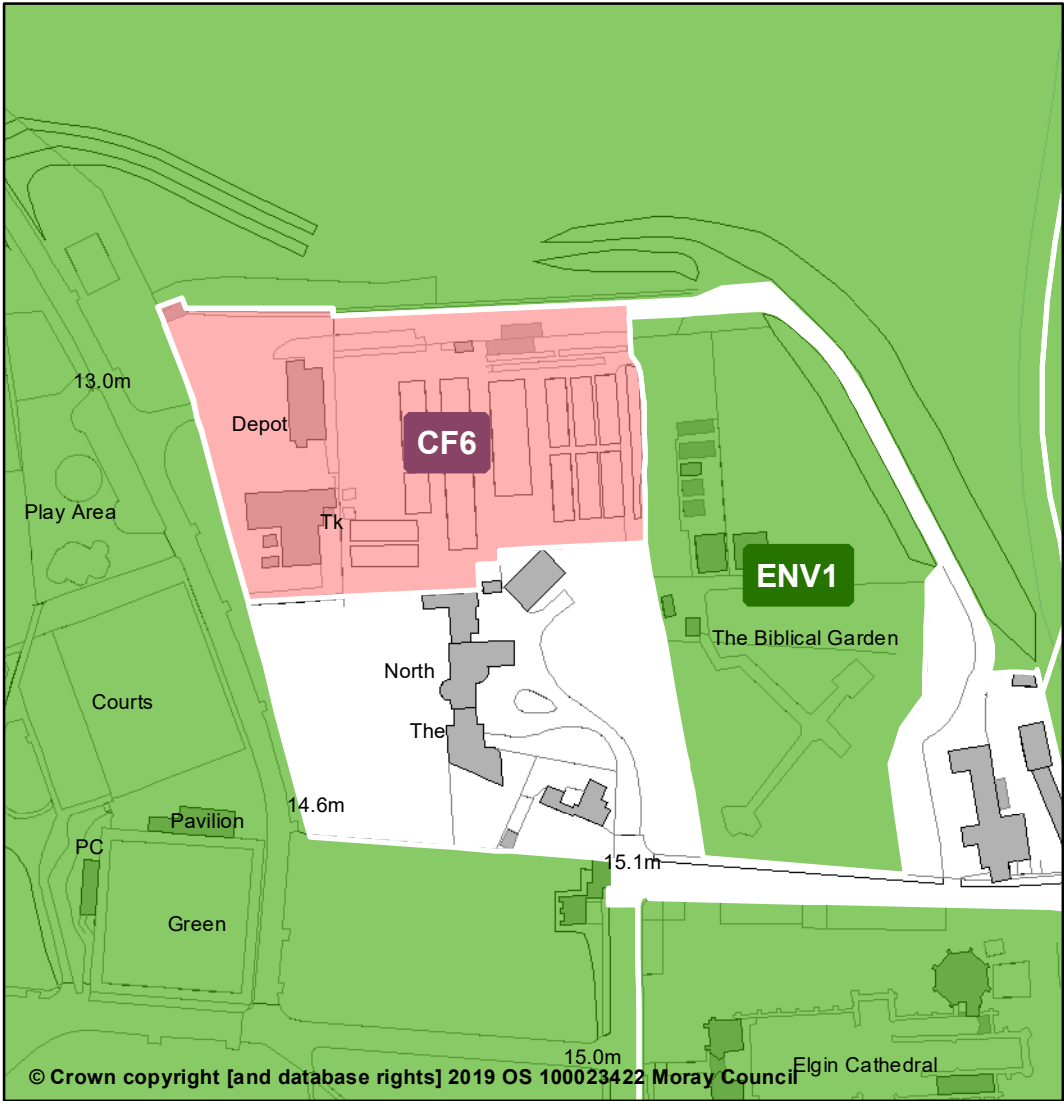 13.0m
Depot
CF6
Play Area
Tk
ENV1
The Biblical Garden
North
Courts
The
14.6m
Pavilion
PC
15.1m
Green
15.0m
Elgin Cathedral
© Crown copyright [and database rights] 2019 OS 100023422 Moray Council